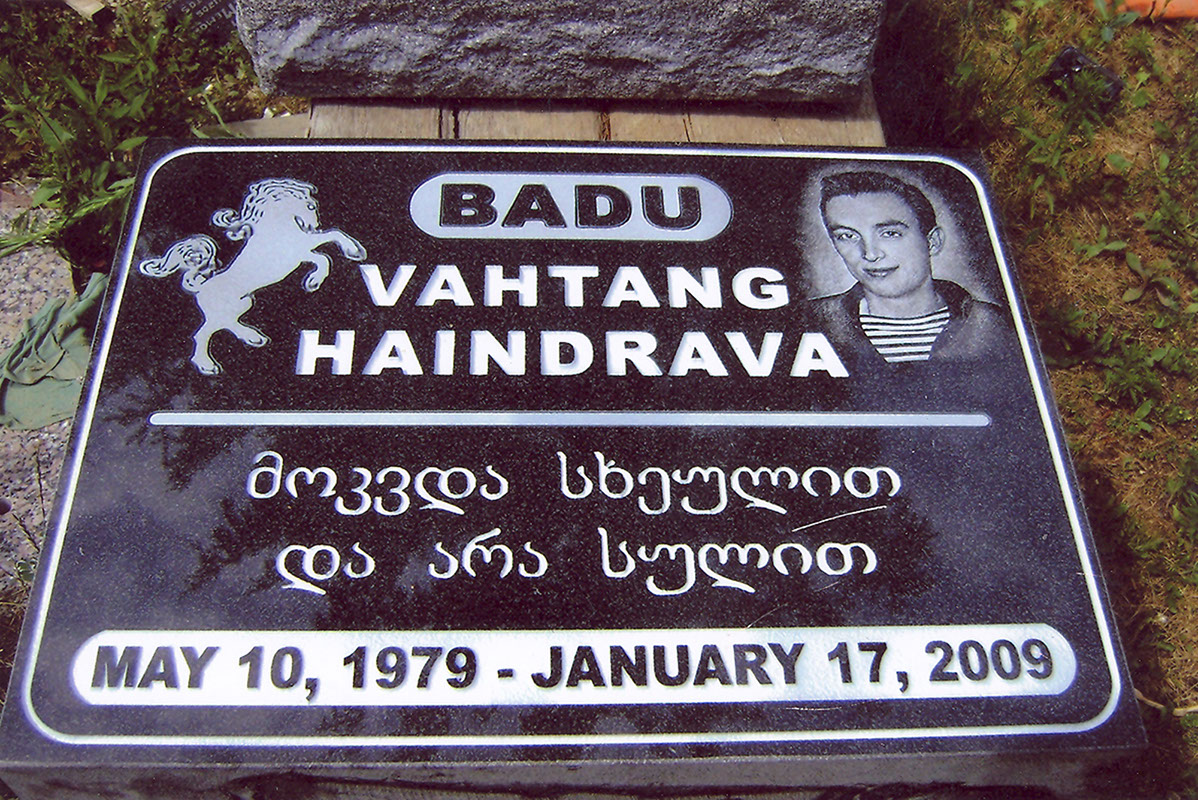 BADU
VAHTANG
HAINDRAVA
მოკვდა სხეულით
და არა სულით
MAY 10, 1979 - JANUARY 17, 2009